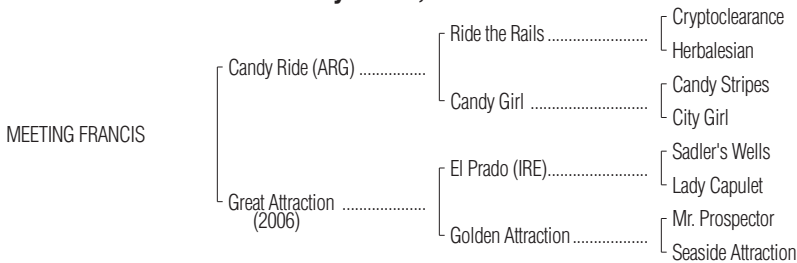 Cryptoclearance
Ride the Rails ....................
Herbalesian
Candy Ride (ARG) ................
Candy Stripes
Candy Girl .......................
City Girl
MEETING FRANCIS
Sadler's Wells
El Prado (IRE)....................
Lady Capulet
Great Attraction ....................
(2006)
Mr. Prospector
Golden Attraction...............
Seaside Attraction